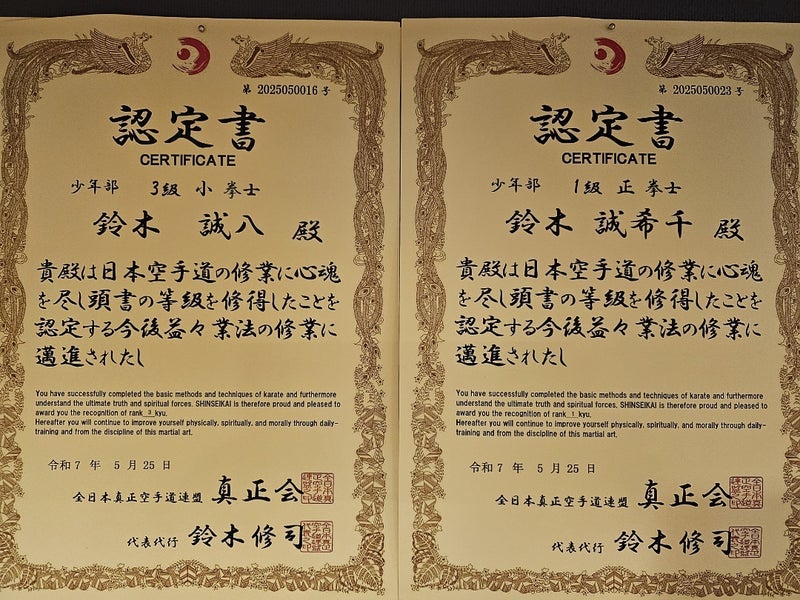 第 2025050016 号
認定書
CERTIFICATE
少年部 3級 小 拳士
鈴木 誠八 殿
貴殿は日本空手道の修業に心魂
を尽し頭書の等級を修得したことを
認定する今後益々業法の修業に
邁進されたし
You have successfully completed the basic methods and techniques of karate and furthermore
understand the ultimate truth and spiritual forces. SHINSEIKAI is therefore proud and pleased to
award you the recognition of rank 3 kyu.
Hereafter you will continue to improve yourself physically, spiritually, and morally through daily-
training and from the discipline of this martial art.
令和7 年 5 月 25 日
全日本真正空手道連盟 真正会
代表代行 鈴木修司
第 2025050023 号
認定書
CERTIFICATE
少年部 1級 正 拳士
鈴木 誠希千 殿
貴殿は日本空手道の修業に心魂
を尽し頭書の等級を修得したことを
認定する今後益々業法の修業に
邁進されたし
You have successfully completed the basic methods and techniques of karate and furthermore
understand the ultimate truth and spiritual forces. SHINSEIKAI is therefore proud and pleased to
award you the recognition of rank 1 kyu.
Hereafter you will continue to improve yourself physically, spiritually, and morally through daily-
training and from the discipline of this martial art.
令和7 年 5 月 25 日
全日本真正空手道連盟 真正会
代表代行 鈴木修司